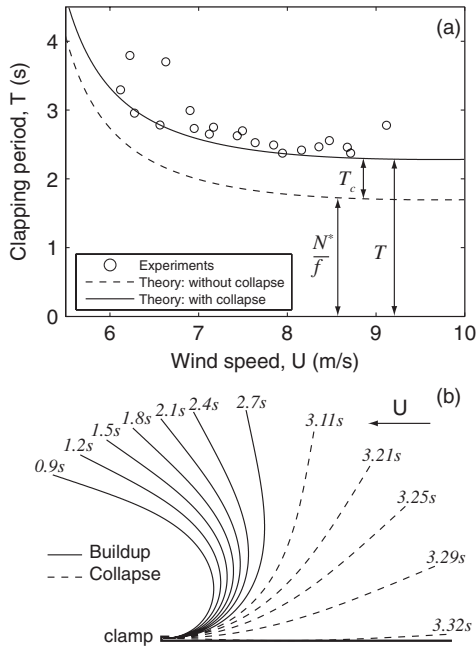 (a)
Clapping period, T (s)
4
3
2
1
0
T_c
N*
f
T
Experiments
Theory: without collapse
Theory: with collapse
6 7 8 9 10
Wind speed, U (m/s)
(b)
U
0.9s
1.2s
1.5s
1.8s
2.1s
2.4s
2.7s
3.11s
3.21s
3.25s
3.29s
3.32s
Buildup
Collapse
clamp